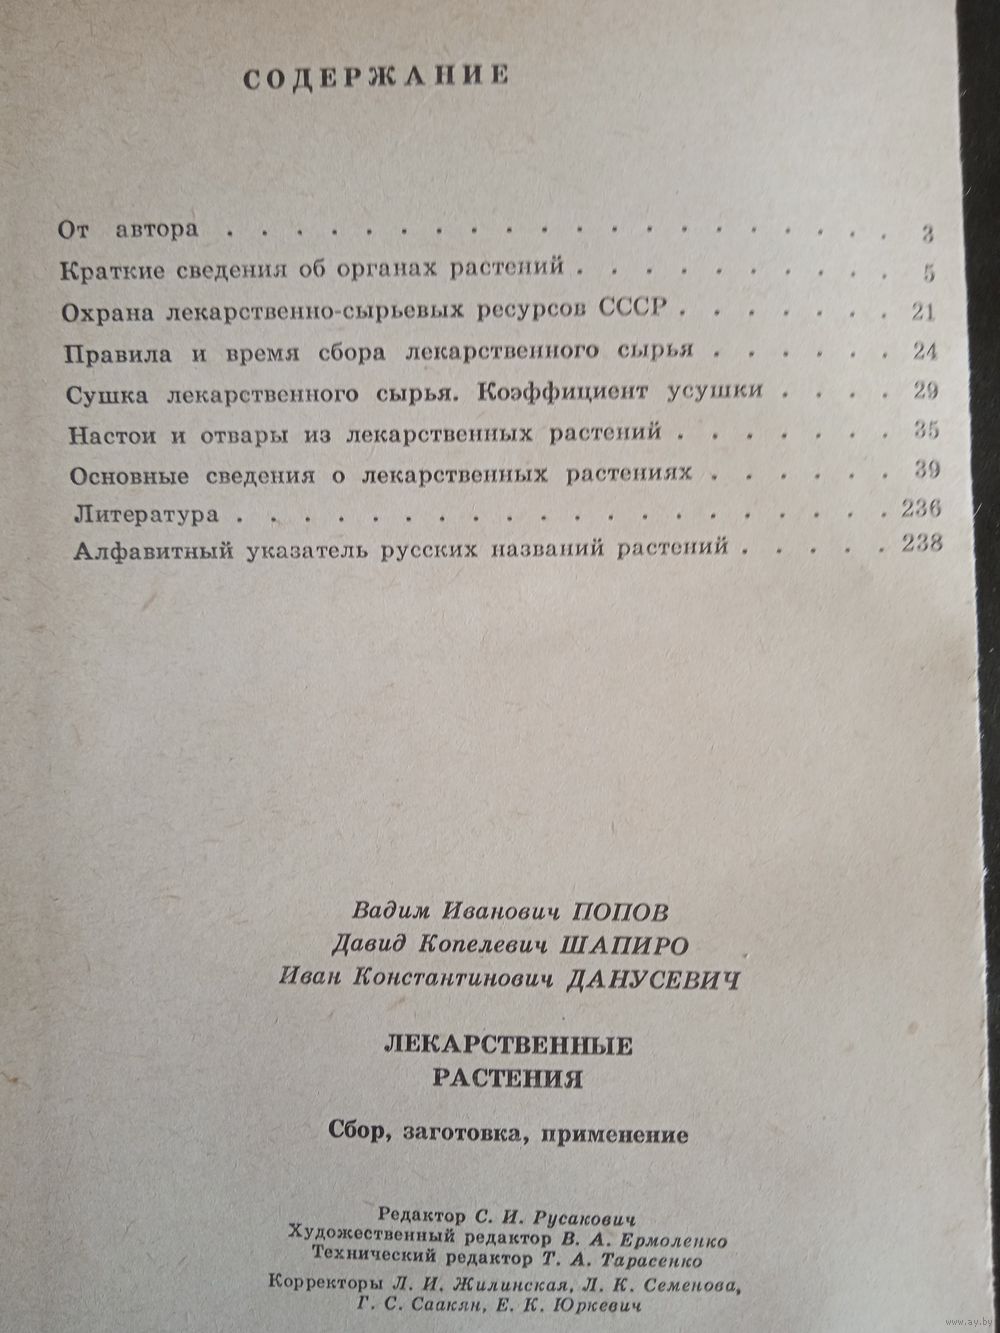 СОДЕРЖАНИЕ
От автора . . . . . . . . . . . . . . . . . . . . 3
Краткие сведения об органах растений . . . . . . . . . . 5
Охрана лекарственно-сырьевых ресурсов СССР . . . . . . . 21
Правила и время сбора лекарственного сырья . . . . . . 24
Сушка лекарственного сырья. Коэффициент усушки . . . . 29
Настои и отвары из лекарственных растений . . . . . . . 35
Основные сведения о лекарственных растениях . . . . . . 39
Литература . . . . . . . . . . . . . . . . . . . . 236
Алфавитный указатель русских названий растений . . . . . 238
Вадим Иванович ПОПОВ
Давид Копелевич ШАПИРО
Иван Константинович ДАНУСЕВИЧ
ЛЕКАРСТВЕННЫЕ
РАСТЕНИЯ
Сбор, заготовка, применение
Редактор С. И. Русакович
Художественный редактор В. А. Ермоленко
Технический редактор Т. А. Тарасенко
Корректоры Л. И. Жилинская, Л. К. Семенова,
Г. С. Саакян, Е. К. Юркевич
www.ay.by